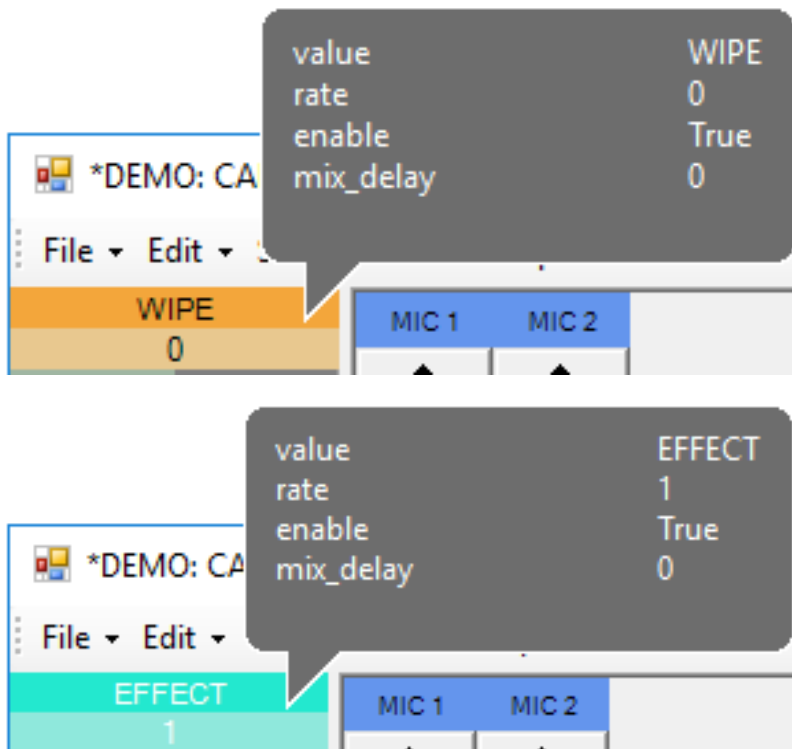 value WIPE
rate 0
enable True
mix_delay 0
*DEMO: CA
File Edit
WIPE
0
MIC 1 MIC 2
value EFFECT
rate 1
enable True
mix_delay 0
*DEMO: CA
File Edit
EFFECT
1
MIC 1 MIC 2